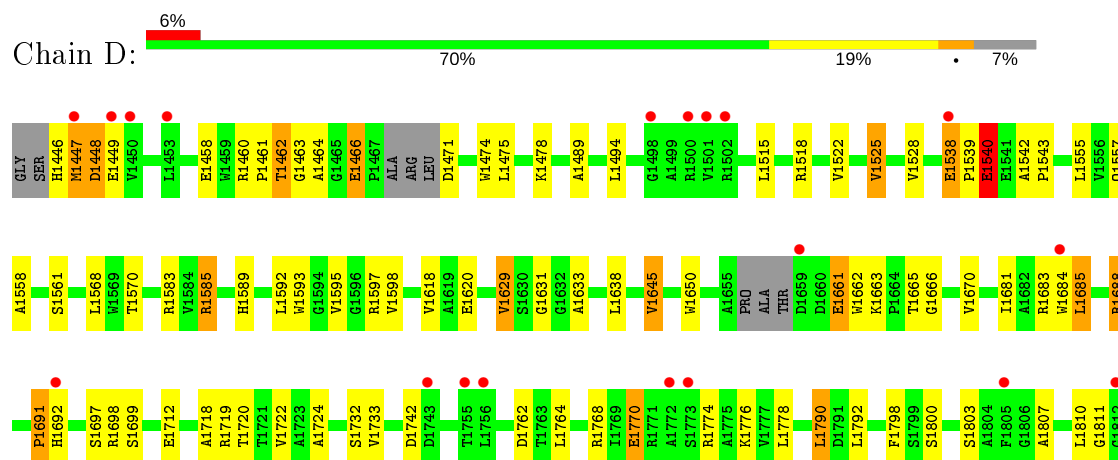 6%
Chain D:
70% 19% • 7%
GLY SER H1446 M1447 D1448 E1449 V1450 L1453 E1458 W1459 R1460 P1461 T1462 G1463 A1464 G1465 E1466 P1467 ALA ARG LEU D1471 W1474 L1475 K1478 A1489 L1494 G1498 A1499 R1500 V1501 R1502 L1515 R1518 V1522 V1525 V1528 E1538 P1539 E1540 E1541 A1542 P1543 L1555 V1556 Q1557
A1558 S1561 L1568 W1569 T1570 R1583 V1584 R1585 H1589 L1592 W1593 G1594 V1595 G1596 R1597 V1598 V1618 A1619 E1620 V1629 S1630 G1631 G1632 A1633 L1638 V1645 W1650 A1655 PRO ALA THR D1659 D1660 E1661 W1662 K1663 P1664 T1665 G1666 V1670 I1681 A1682 R1683 W1684 L1685
P1691 H1692 S1697 R1698 S1699 E1712 A1718 R1719 T1720 T1721 V1722 A1723 A1724 S1732 V1733 D1742 D1743 T1755 L1756 D1762 T1763 L1764 R1768 I1769 E1770 R1771 A1772 S1773 R1774 A1775 K1776 V1777 L1778 L1790 D1791 L1792 F1798 S1799 S1800 S1803 A1804 F1805 G1806 A1807 L1810 G1811